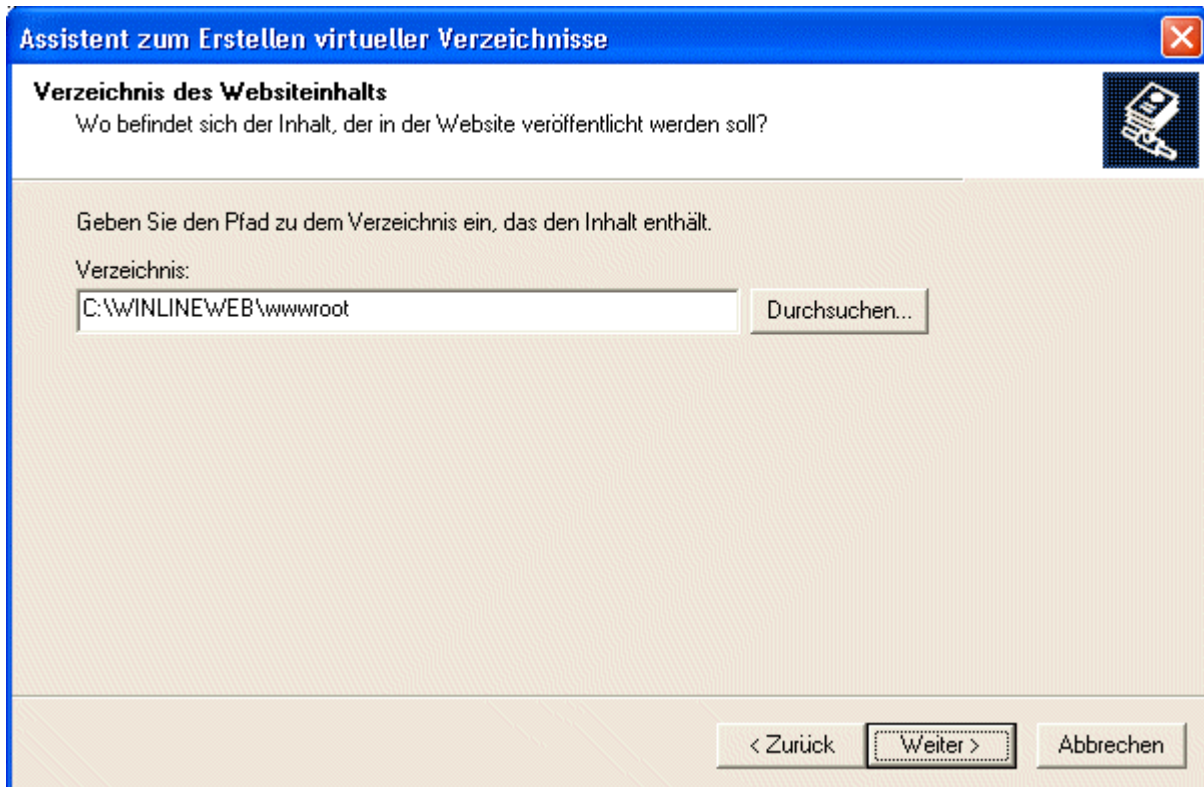 Assistent zum Erstellen virtueller Verzeichnisse
Verzeichnis des Websiteinhalts
Wo befindet sich der Inhalt, der in der Website veröffentlicht werden soll?
Geben Sie den Pfad zu dem Verzeichnis ein, das den Inhalt enthält.
Verzeichnis:
C:\WINLINEWEB\wwwroot
Durchsuchen...
< Zurück
Weiter >
Abbrechen